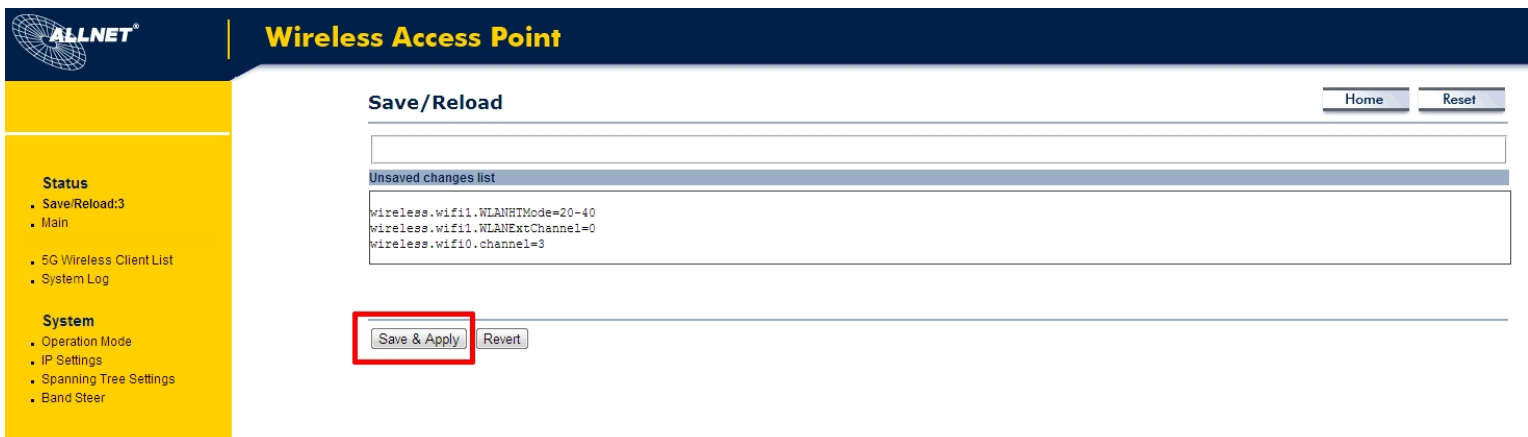 ALLNET®
Wireless Access Point
Save/Reload
Home
Reset
Unsaved changes list
wireless.wifi1.WLANHTMode=20-40
wireless.wifi1.WLANExtChannel=0
wireless.wifi0.channel=3
Save & Apply
Revert
Status
Save/Reload:3
Main
5G Wireless Client List
System Log
System
Operation Mode
IP Settings
Spanning Tree Settings
Band Steer